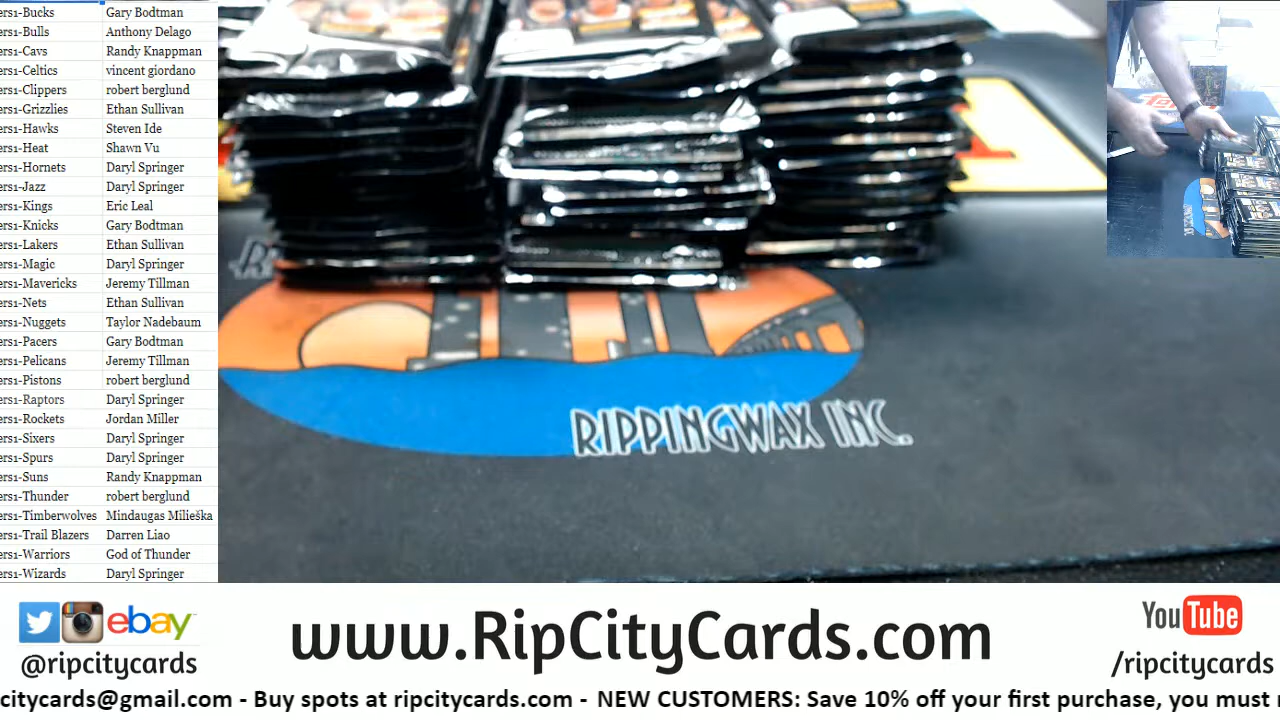 ers1-Bucks Gary Bodtman
ers1-Bulls Anthony Delago
ers1-Cavs Randy Knappman
ers1-Celtics vincent giordano
ers1-Clippers robert berglund
ers1-Grizzlies Ethan Sullivan
ers1-Hawks Steven Ide
ers1-Heat Shawn Vu
ers1-Hornets Daryl Springer
ers1-Jazz Daryl Springer
ers1-Kings Eric Leal
ers1-Knicks Gary Bodtman
ers1-Lakers Ethan Sullivan
ers1-Magic Daryl Springer
ers1-Mavericks Jeremy Tillman
ers1-Nets Ethan Sullivan
ers1-Nuggets Taylor Nadebaum
ers1-Pacers Gary Bodtman
ers1-Pelicans Jeremy Tillman
ers1-Pistons robert berglund
ers1-Raptors Daryl Springer
ers1-Rockets Jordan Miller
ers1-Sixers Daryl Springer
ers1-Spurs Daryl Springer
ers1-Suns Randy Knappman
ers1-Thunder robert berglund
ers1-Timberwolves Mindaugas Milieška
ers1-Trail Blazers Darren Liao
ers1-Warriors God of Thunder
ers1-Wizards Daryl Springer
RIPPINGWAX INC.
ebay
@ripcitycards
www.RipCityCards.com
YouTube
/ripcitycards
citycards@gmail.com - Buy spots at ripcitycards.com - NEW CUSTOMERS: Save 10% off your first purchase, you must